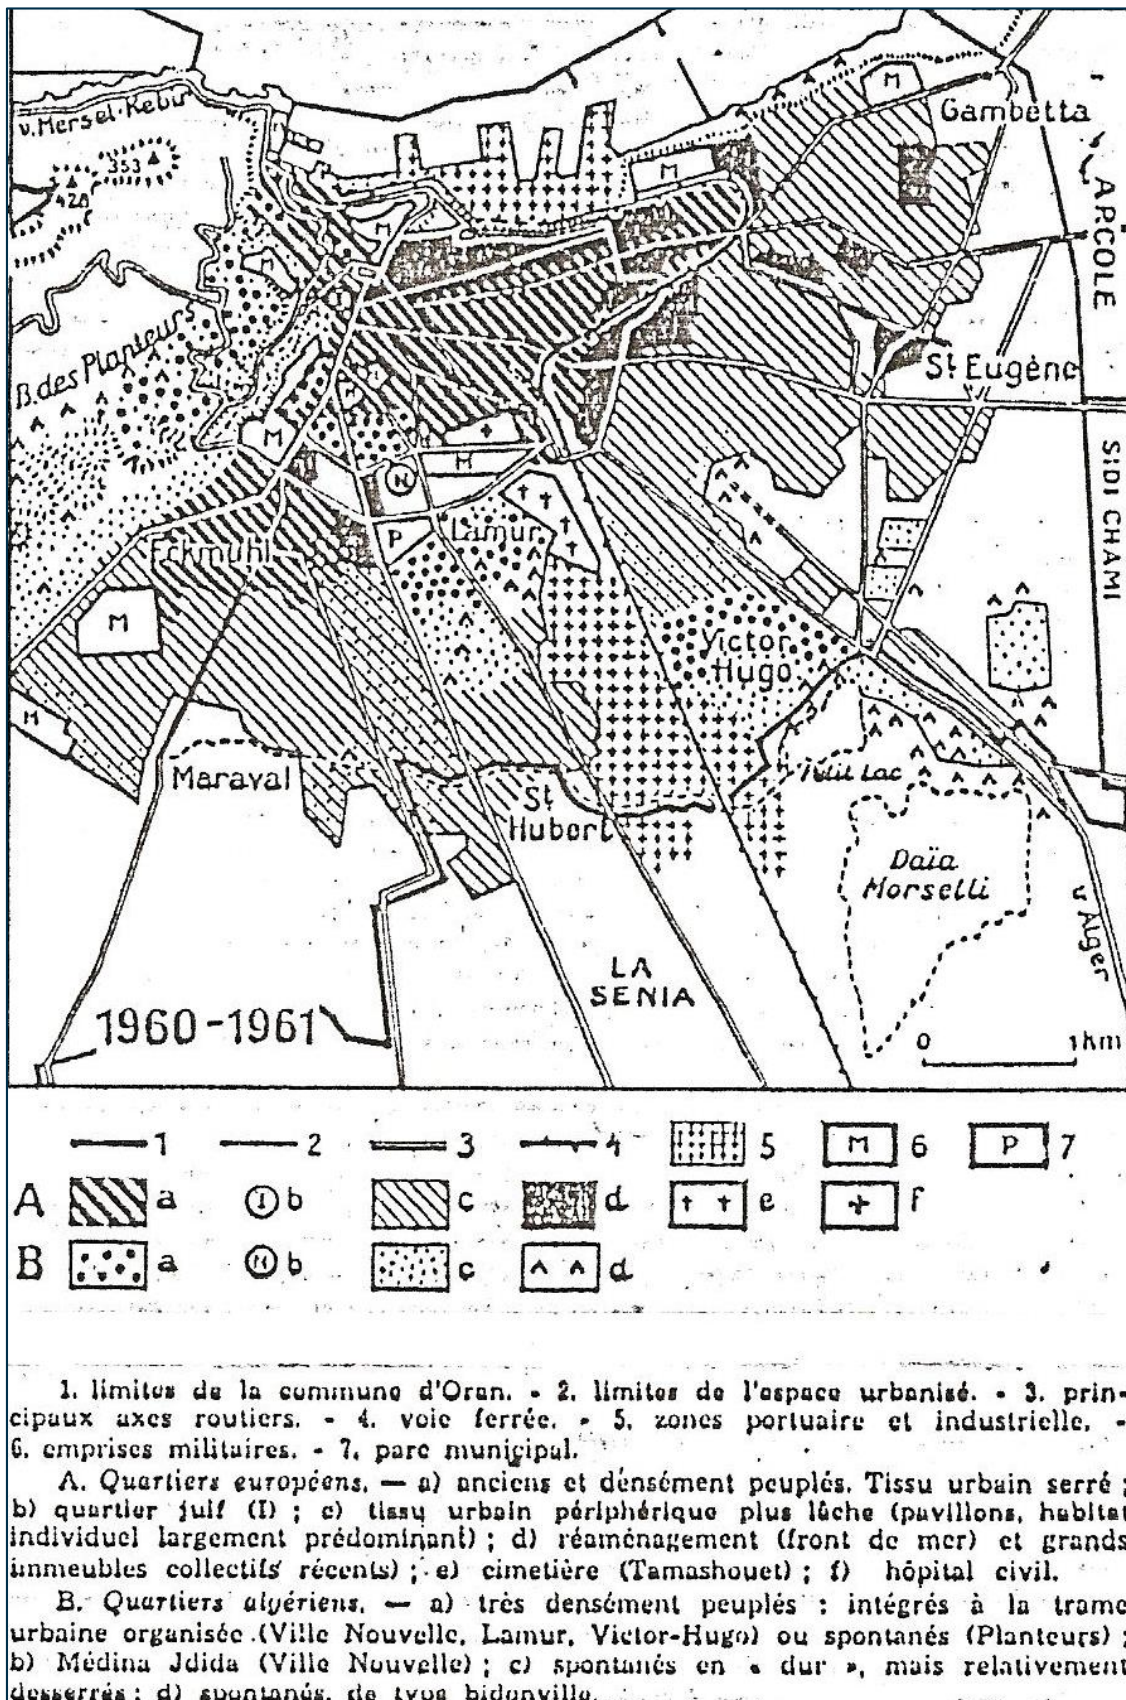 v. Mersel-Kebir
353
420
M
Gambetta
M
ARCOLE
M
M
I
B. des Planteurs
St Eugène
I
M
M
N
SIDI CHAMI
P
Lamur
Eckmuhl
M
Victor
Hugo
M
Maraval
Petit Lac
St
Hubert
Daïa
Morselli
v. Alger
LA
SENIA
1960-1961
0 1km
1 2 3 4 5 M 6 P 7
A a I b c d e f
B a N b c d
1. limites de la commune d'Oran. - 2. limites de l'espace urbanisé. - 3. prin-
cipaux axes routiers. - 4. voie ferrée. - 5. zones portuaire et industrielle. -
6. emprises militaires. - 7. parc municipal.
A. Quartiers européens. — a) anciens et densément peuplés. Tissu urbain serré ;
b) quartier juif (I) ; c) tissu urbain périphérique plus lâche (pavillons, habitat
individuel largement prédominant) ; d) réaménagement (front de mer) et grands
immeubles collectifs récents) ; e) cimetière (Tamashouet) ; f) hôpital civil.
B. Quartiers algériens. — a) très densément peuplés : intégrés à la trame
urbaine organisée (Ville Nouvelle, Lamur, Victor-Hugo) ou spontanés (Planteurs) ;
b) Médina Jdida (Ville Nouvelle) ; c) spontanés en « dur », mais relativement
desserrés ; d) spontanés, de type bidonville.